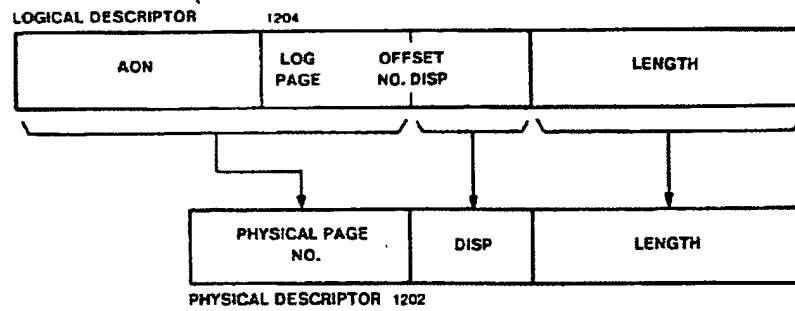 LOGICAL DESCRIPTOR 1204
AON
LOG
PAGE
OFFSET
NO. DISP
LENGTH
PHYSICAL PAGE
NO.
DISP
LENGTH
PHYSICAL DESCRIPTOR 1202